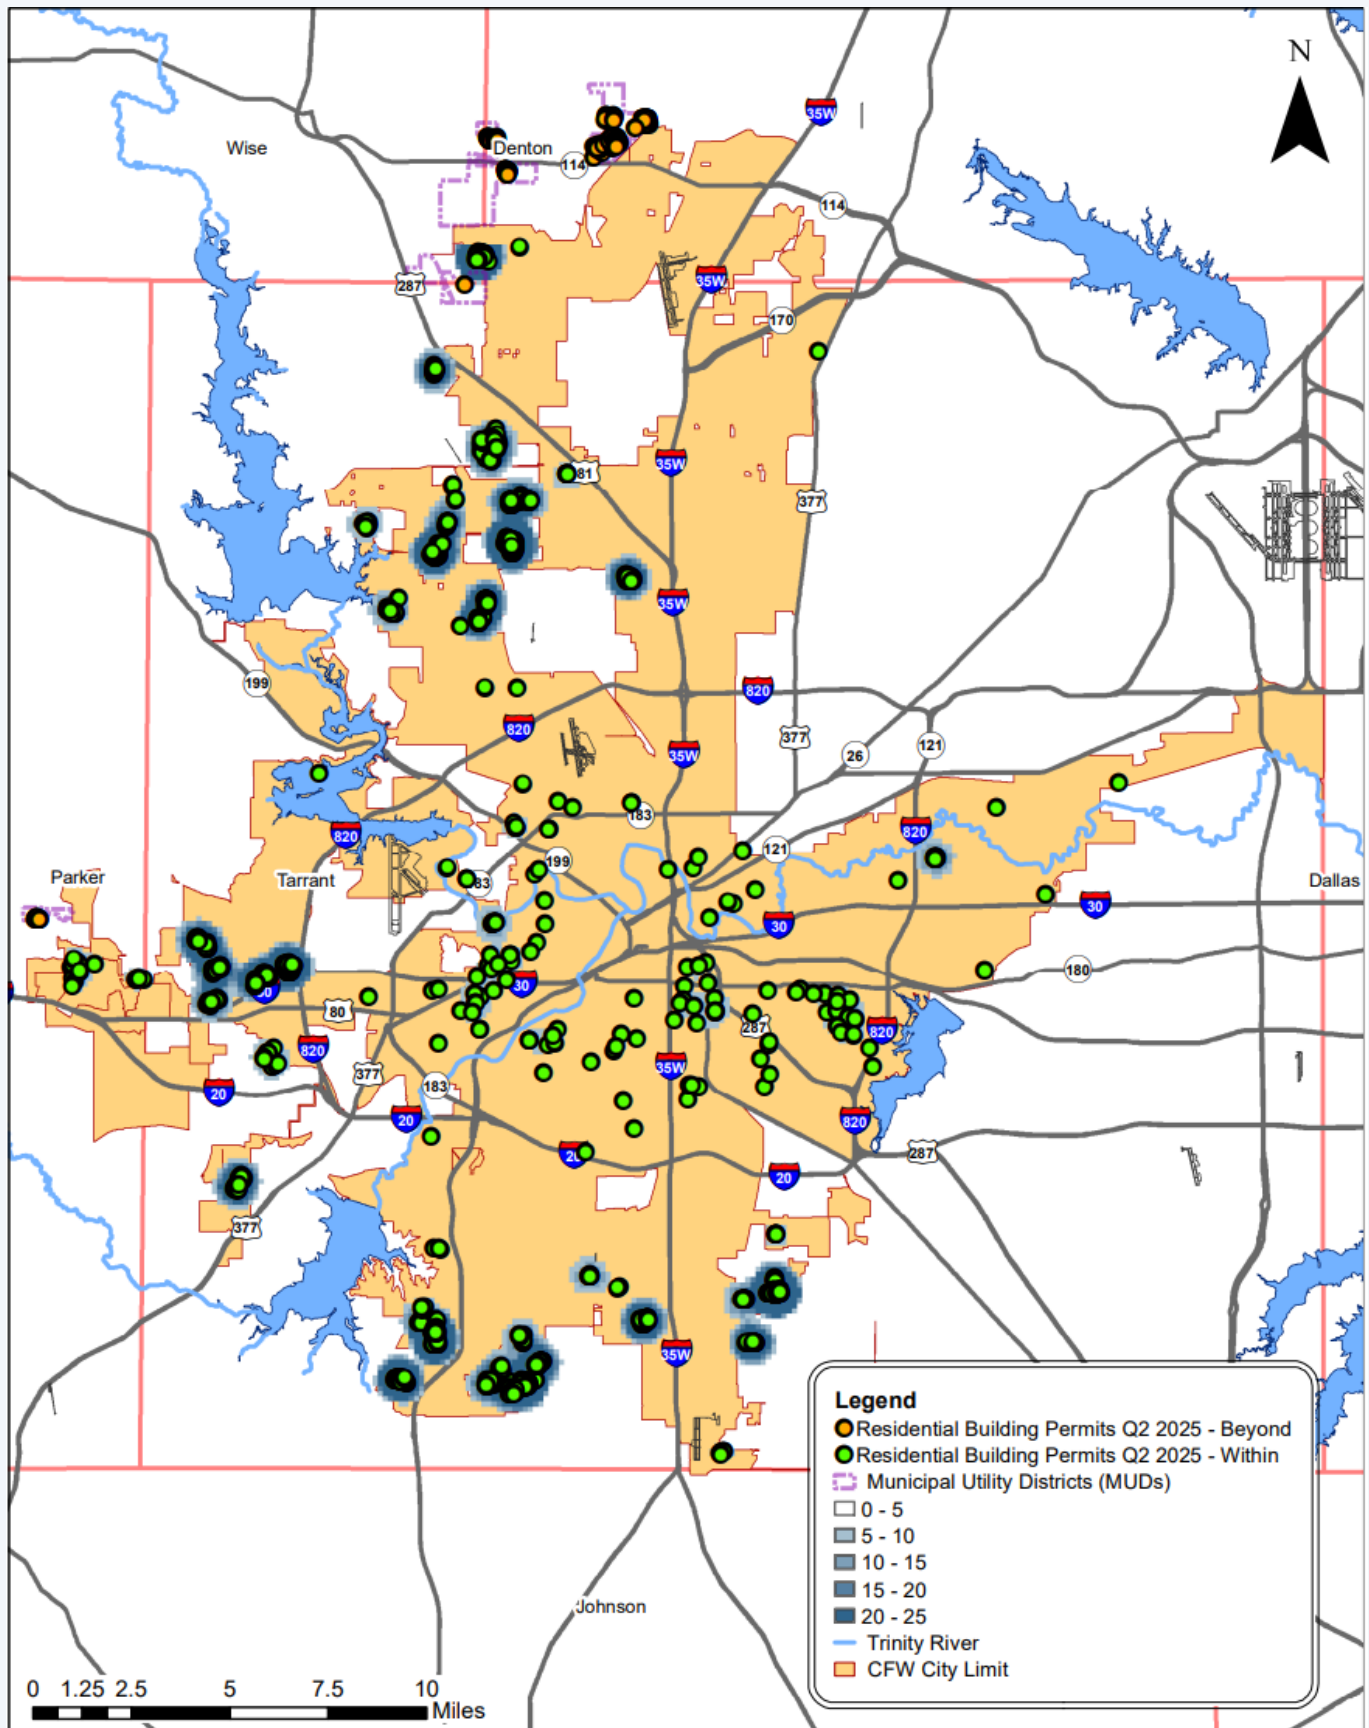 N
35W
Wise
Denton
114
114
35W
287
170
35W
81
377
35W
199
820
820
377
121
26
35W
183
820
820
199
121
83
Parker
Tarrant
Dallas
30
30
180
30
30
80
287
820
820
377
35W
183
20
20
820
20
287
20
377
35W
Legend
Residential Building Permits Q2 2025 - Beyond
Residential Building Permits Q2 2025 - Within
Municipal Utility Districts (MUDs)
0 - 5
5 - 10
10 - 15
15 - 20
20 - 25
Trinity River
CFW City Limit
Johnson
0 1.25 2.5 5 7.5 10
Miles